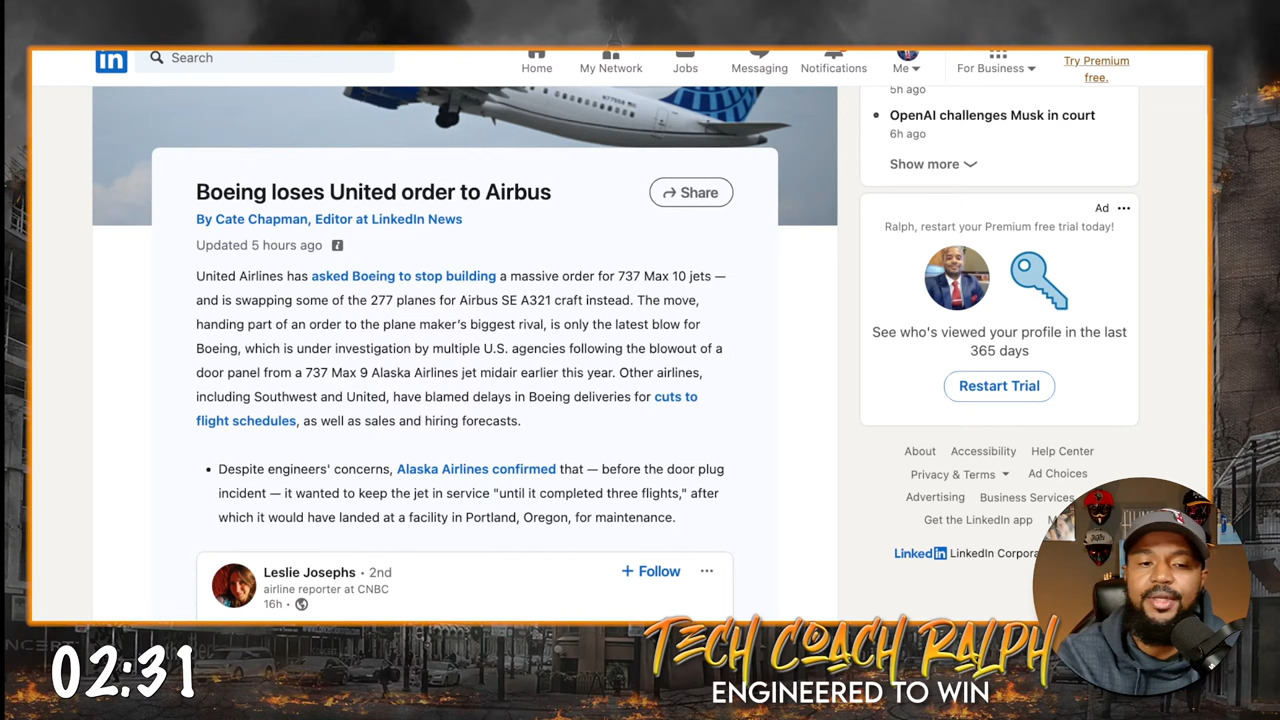 in
Search
Home
My Network
Jobs
Messaging
Notifications
Me
For Business
Try Premium
free.
5h ago
OpenAI challenges Musk in court
6h ago
Show more
Boeing loses United order to Airbus
Share
By Cate Chapman, Editor at LinkedIn News
Updated 5 hours ago
United Airlines has asked Boeing to stop building a massive order for 737 Max 10 jets —
and is swapping some of the 277 planes for Airbus SE A321 craft instead. The move,
handing part of an order to the plane maker's biggest rival, is only the latest blow for
Boeing, which is under investigation by multiple U.S. agencies following the blowout of a
door panel from a 737 Max 9 Alaska Airlines jet midair earlier this year. Other airlines,
including Southwest and United, have blamed delays in Boeing deliveries for cuts to
flight schedules, as well as sales and hiring forecasts.
• Despite engineers' concerns, Alaska Airlines confirmed that — before the door plug
incident — it wanted to keep the jet in service "until it completed three flights," after
which it would have landed at a facility in Portland, Oregon, for maintenance.
Leslie Josephs • 2nd
airline reporter at CNBC
16h •
+ Follow
Ad
Ralph, restart your Premium free trial today!
See who's viewed your profile in the last
365 days
Restart Trial
About Accessibility Help Center
Privacy & Terms Ad Choices
Advertising Business Services
Get the LinkedIn app
LinkedIn LinkedIn Corpora
02:31
TECH COACH RALPH
ENGINEERED TO WIN